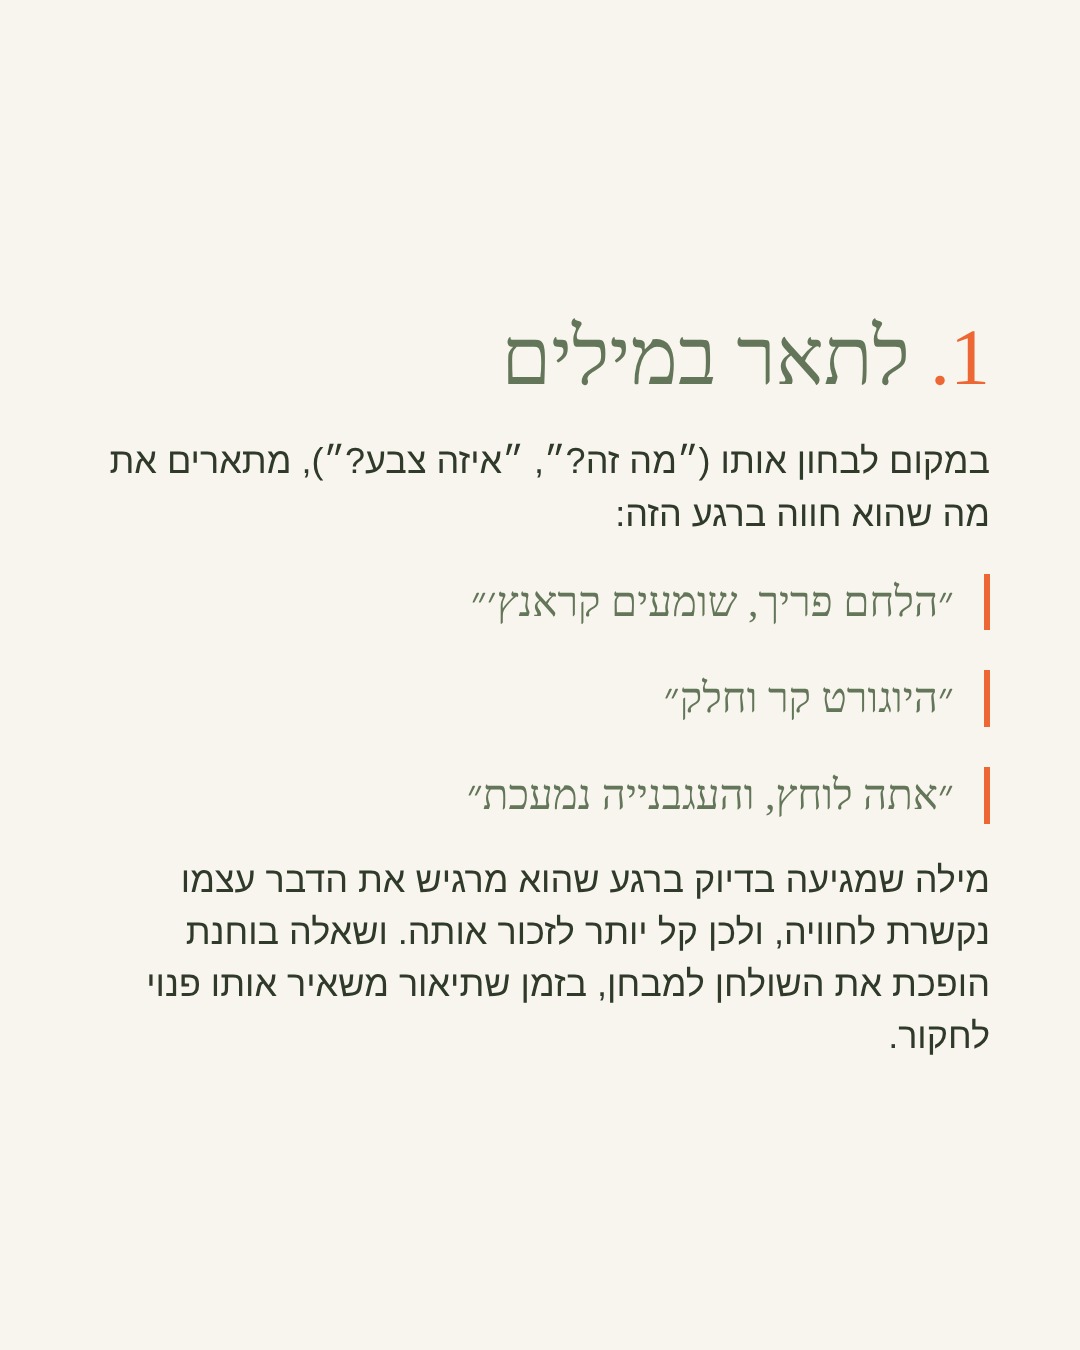 1. לתאר במילים
במקום לבחון אותו (״מה זה?״, ״איזה צבע?״), מתארים את
מה שהוא חווה ברגע הזה:
״הלחם פריך, שומעים קראנץ׳״
״היוגורט קר וחלק״
״אתה לוחץ, והעגבנייה נמעכת״
מילה שמגיעה בדיוק ברגע שהוא מרגיש את הדבר עצמו
נקשרת לחוויה, ולכן קל יותר לזכור אותה. ושאלה בוחנת
הופכת את השולחן למבחן, בזמן שתיאור משאיר אותו פנוי
לחקור.